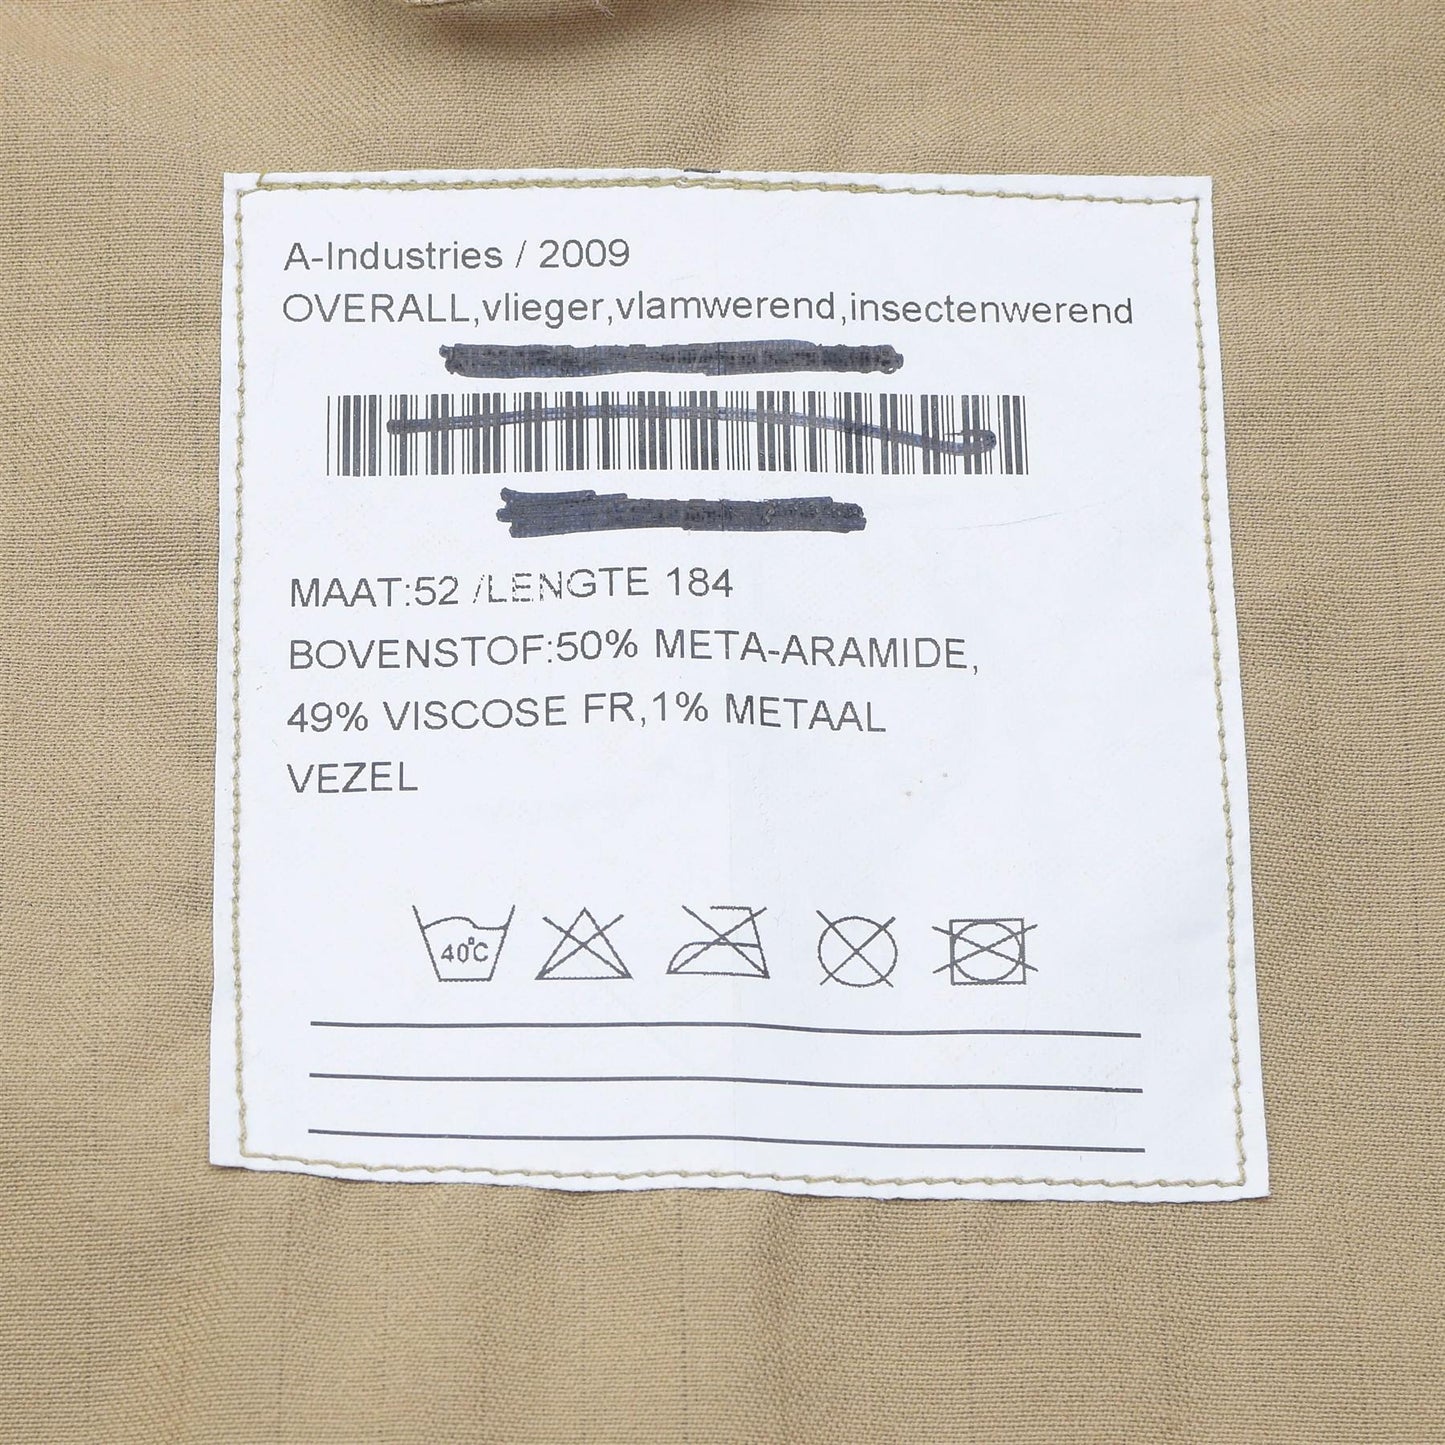 A-Industries / 2009
OVERALL,vlieger,vlamwerend,insectenwerend
MAAT:52 /LENGTE 184
BOVENSTOF:50% META-ARAMIDE,
49% VISCOSE FR,1% METAAL
VEZEL
40°C